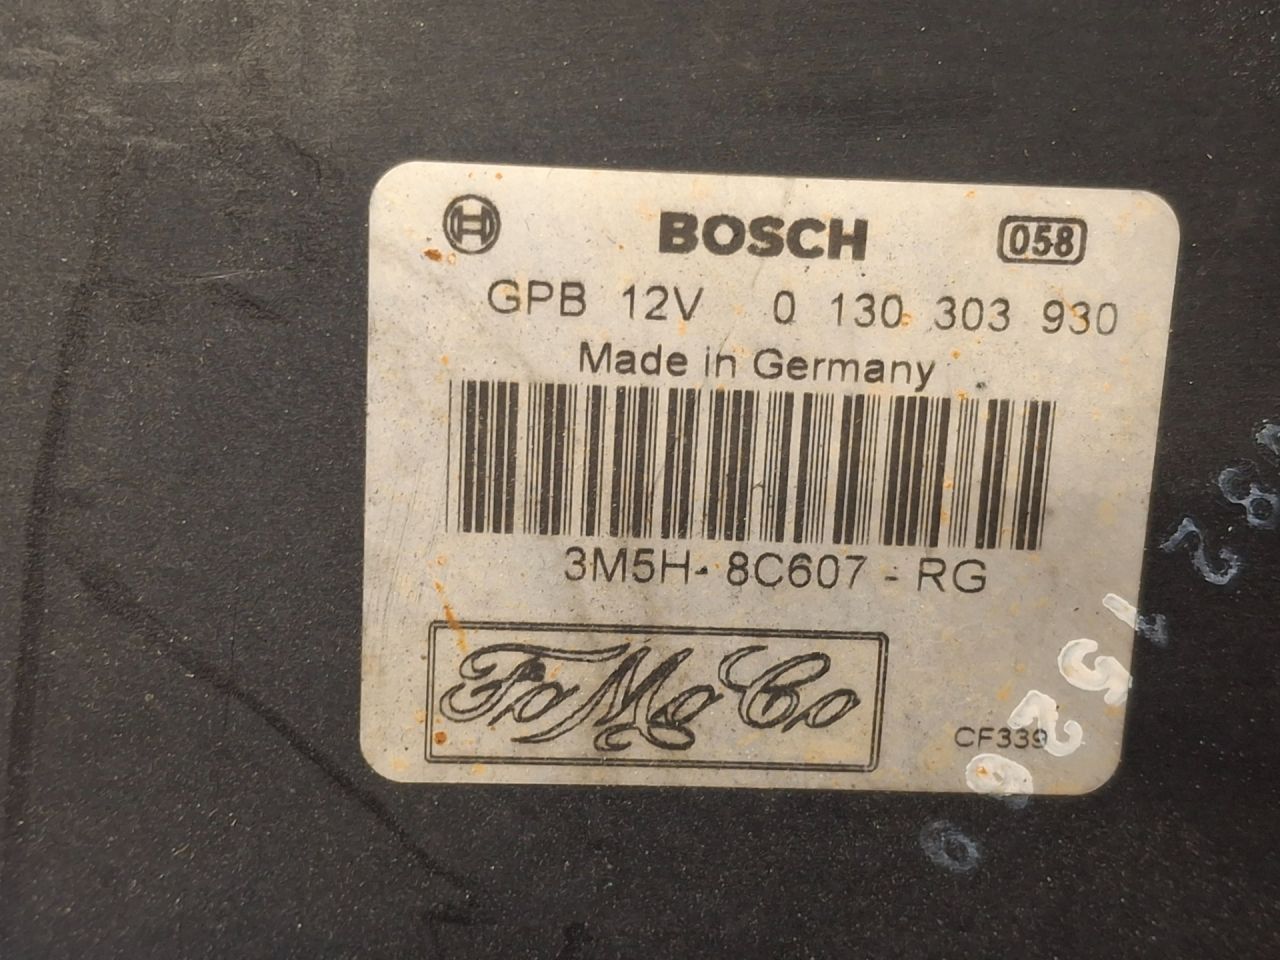 BOSCH 058
GPB 12V 0 130 303 930
Made in Germany
3M5H- 8C607 - RG
FoMoCo
CF339